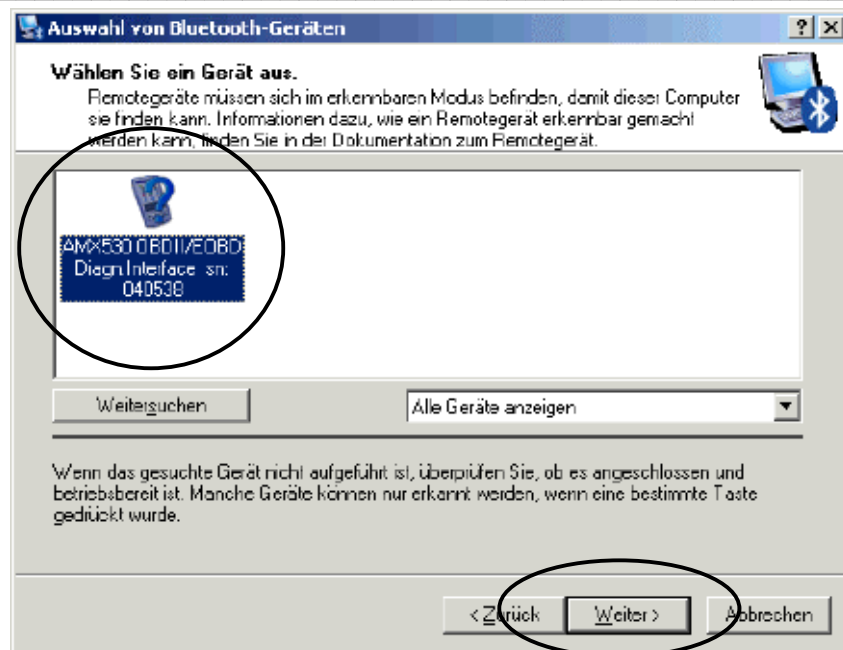 Auswahl von Bluetooth-Geräten
Wählen Sie ein Gerät aus.
Remotegeräte müssen sich im erkennbaren Modus befinden, damit dieser Computer
sie finden kann. Informationen dazu, wie ein Remotegerät erkennbar gemacht
werden kann, finden Sie in der Dokumentation zum Remotegerät.
AMX530 OBDII/EOBD
Diagn.Interface sn:
040538
Weitersuchen
Alle Geräte anzeigen
Wenn das gesuchte Gerät nicht aufgeführt ist, überprüfen Sie, ob es angeschlossen und
betriebsbereit ist. Manche Geräte können nur erkannt werden, wenn eine bestimmte Taste
gedrückt wurde.
< Zurück
Weiter >
Abbrechen